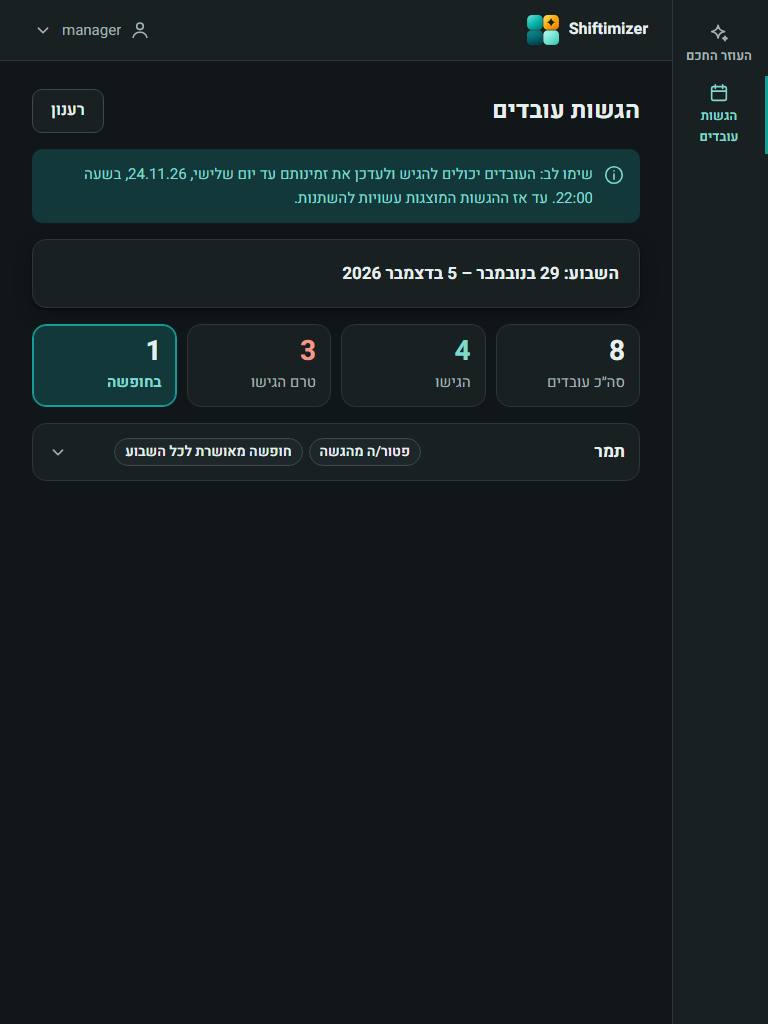 Shiftimizer
manager
העוזר החכם
הגשות
עובדים
הגשות עובדים
רענון
שימו לב: העובדים יכולים להגיש ולעדכן את זמינותם עד יום שלישי, 24.11.26, בשעה
22:00. עד אז ההגשות המוצגות עשויות להשתנות.
השבוע: 29 בנובמבר – 5 בדצמבר 2026
8
סה"כ עובדים
4
הגישו
3
טרם הגישו
1
בחופשה
תמר
פטור/ה מהגשה
חופשה מאושרת לכל השבוע